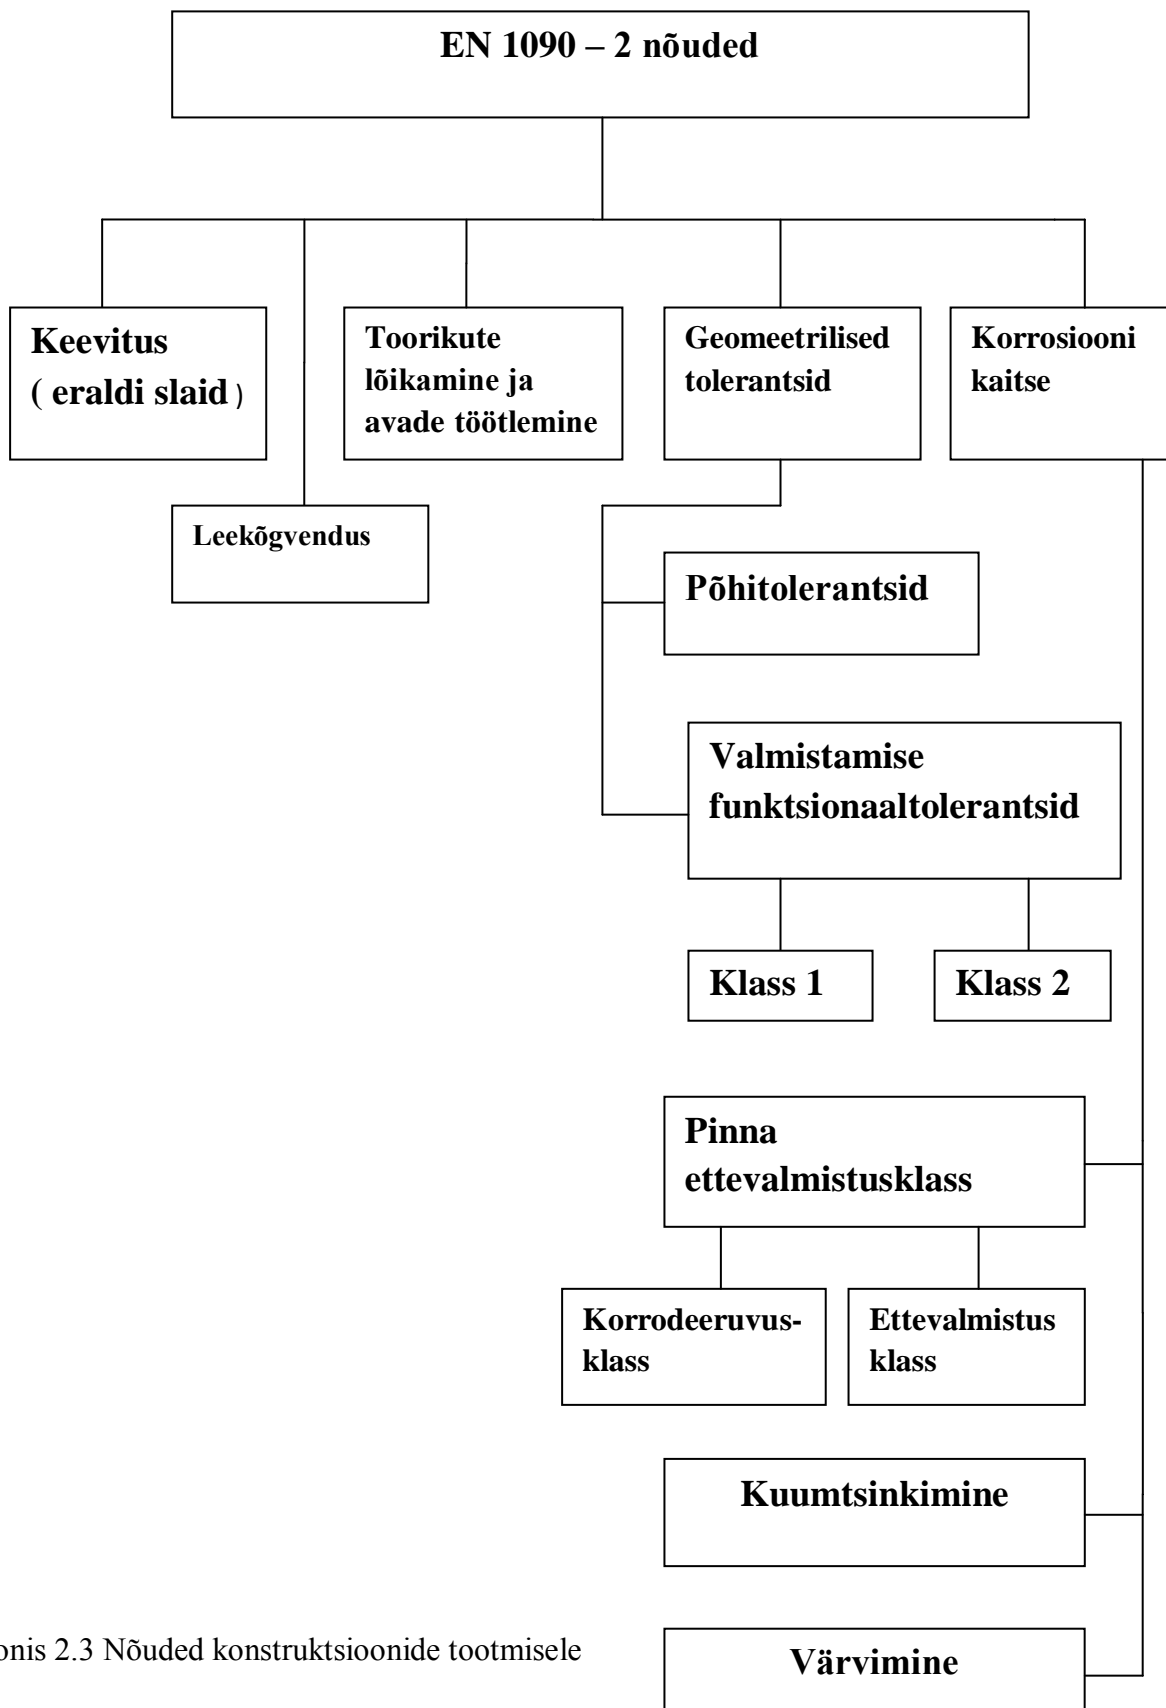 EN 1090 – 2 nõuded
Keevitus
( eraldi slaid )
Toorikute
lõikamine ja
avade töötlemine
Geomeetrilised
tolerantsid
Korrosiooni
kaitse
Leekõgvendus
Põhitolerantsid
Valmistamise
funktsionaaltolerantsid
Klass 1
Klass 2
Pinna
ettevalmistusklass
Korrodeeruvus-
klass
Ettevalmistus
klass
Kuumtsinkimine
Värvimine
onis 2.3 Nõuded konstruktsioonide tootmisele